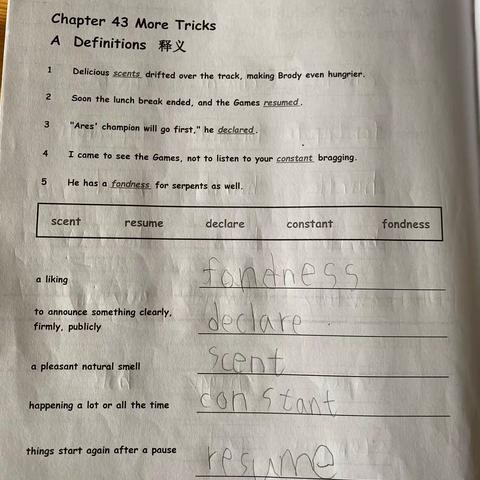 Chapter 43 More Tricks
A Definitions 释义
1 Delicious scents drifted over the track, making Brody even hungrier.
2 Soon the lunch break ended, and the Games resumed.
3 "Ares' champion will go first," he declared.
4 I came to see the Games, not to listen to your constant bragging.
5 He has a fondness for serpents as well.
scent resume declare constant fondness
a liking fondness
to announce something clearly,
firmly, publicly declare
a pleasant natural smell scent
happening a lot or all the time constant
things start again after a pause resume